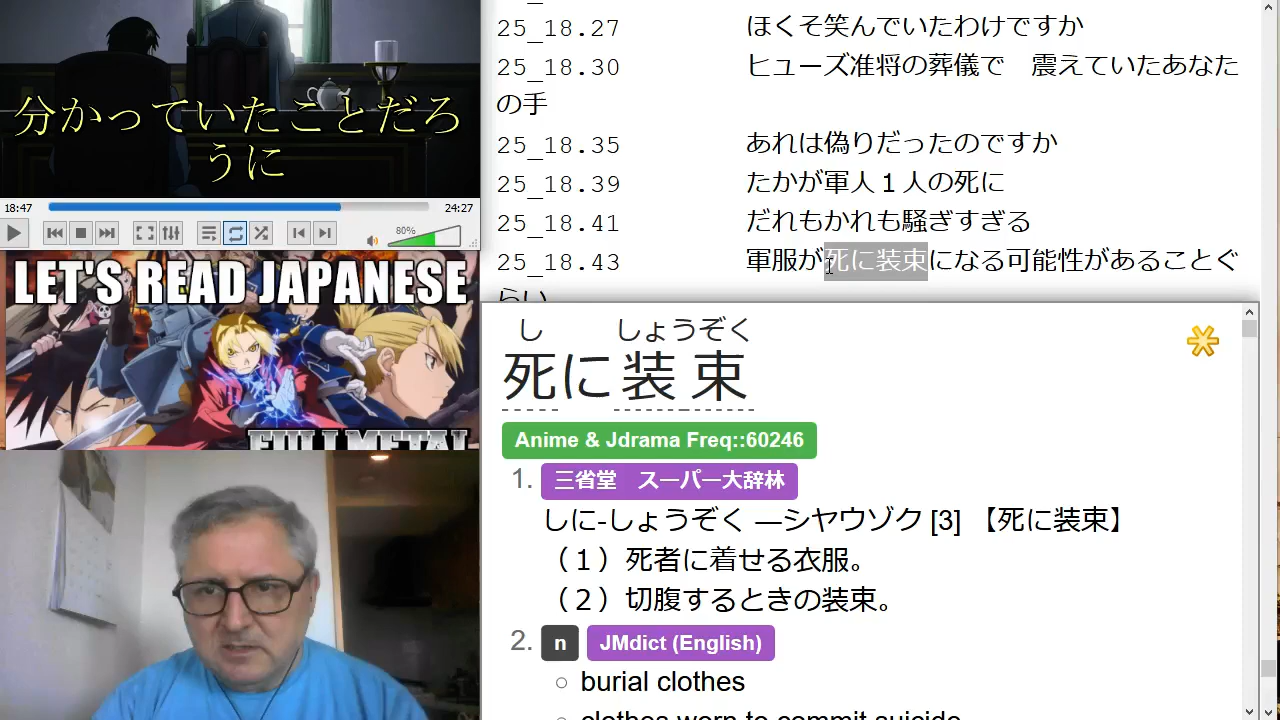 分かっていたことだろ
うに
18:47
24:27
80%
LET'S READ JAPANESE
FULLMETAL
25_18.27 ほくそ笑んでいたわけですか
25_18.30 ヒューズ准将の葬儀で　震えていたあなた
の手
25_18.35 あれは偽りだったのですか
25_18.39 たかが軍人１人の死に
25_18.41 だれもかれも騒ぎすぎる
25_18.43 軍服が死に装束になる可能性があることぐ
らい
し しょうぞく
死に装束
Anime & Jdrama Freq::60246
1. 三省堂　スーパー大辞林
しに-しょうぞく ―シヤウゾク [3] 【死に装束】
（１）死者に着せる衣服。
（２）切腹するときの装束。
2. n JMdict (English)
○ burial clothes
○ clothes worn to commit suicide